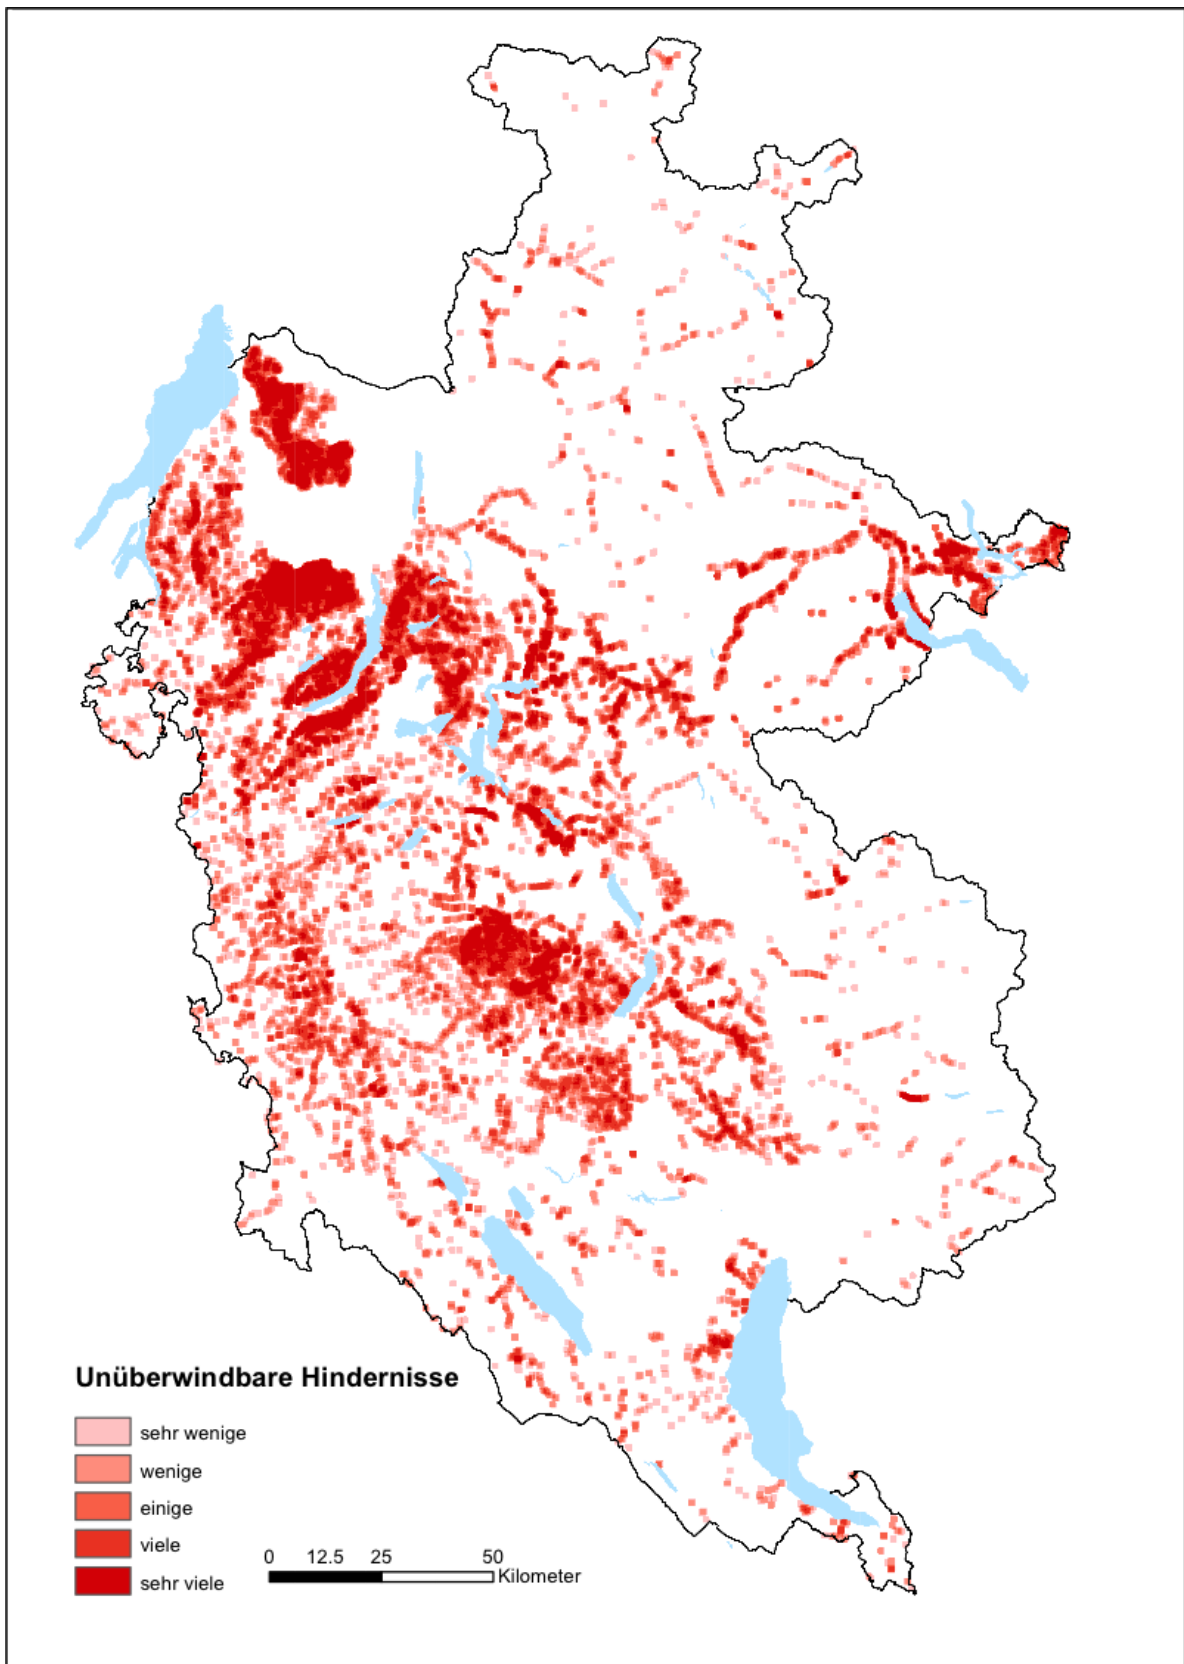 Unüberwindbare Hindernisse
sehr wenige
wenige
einige
viele
sehr viele
0 12.5 25 50
Kilometer